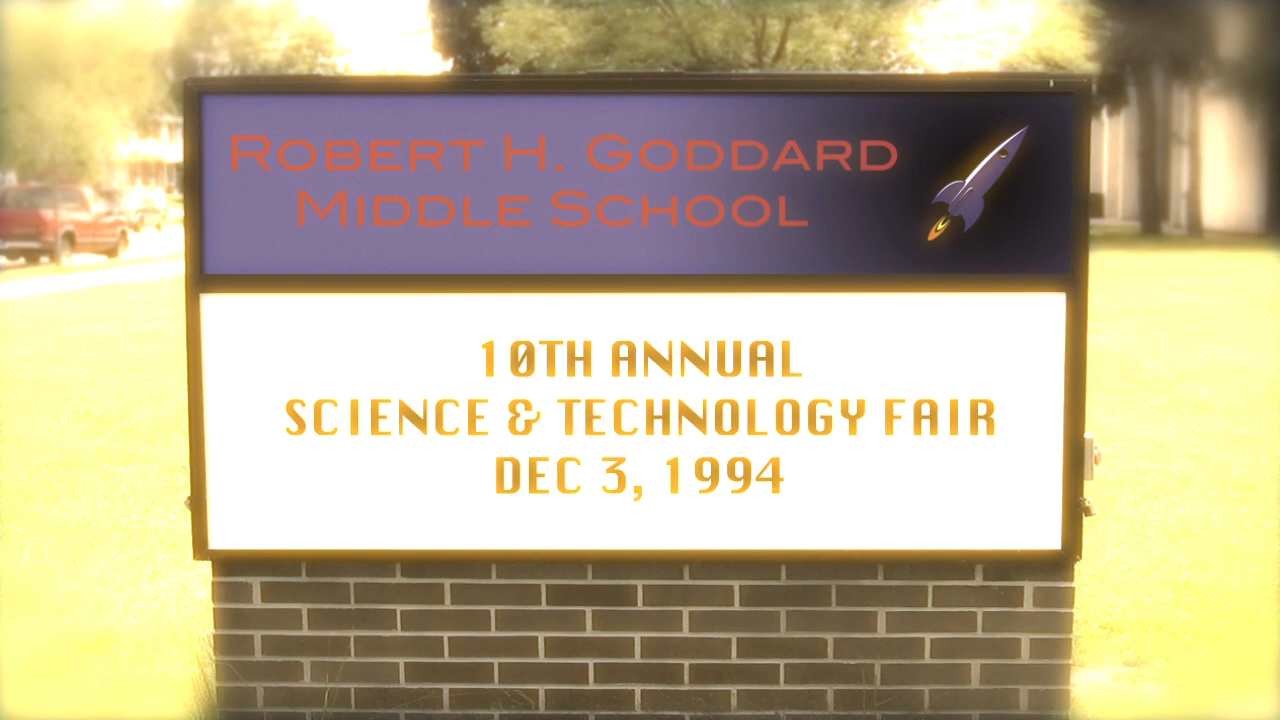 Robert H. Goddard
Middle School
10TH ANNUAL
SCIENCE & TECHNOLOGY FAIR
DEC 3, 1994